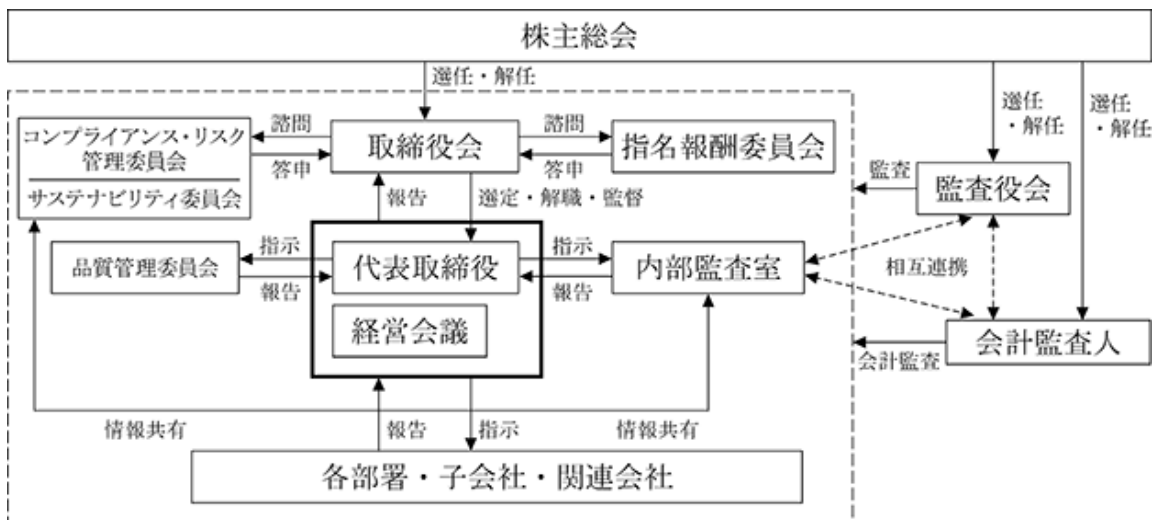 株主総会
選任・解任
選任
・解任
選任
・解任
コンプライアンス・リスク
管理委員会
サステナビリティ委員会
諮問
答申
取締役会
諮問
答申
指名報酬委員会
監査
監査役会
報告
選定・解職・監督
品質管理委員会
指示
報告
代表取締役
経営会議
指示
報告
内部監査室
相互連携
会計監査
会計監査人
情報共有
報告
指示
情報共有
各部署・子会社・関連会社